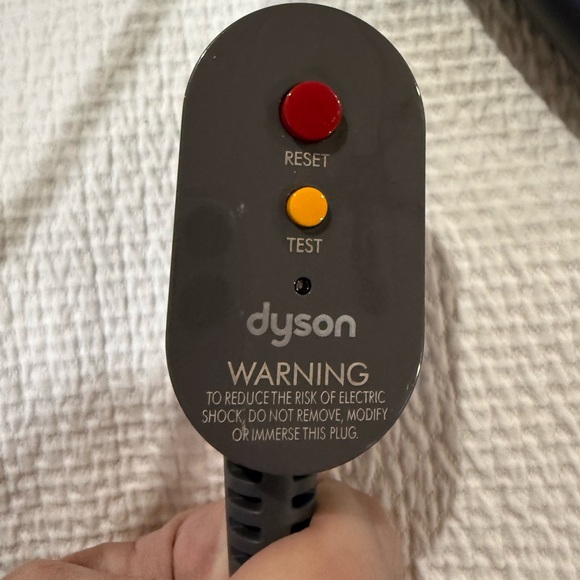 RESET
TEST
dyson
WARNING
TO REDUCE THE RISK OF ELECTRIC
SHOCK, DO NOT REMOVE, MODIFY
OR IMMERSE THIS PLUG.